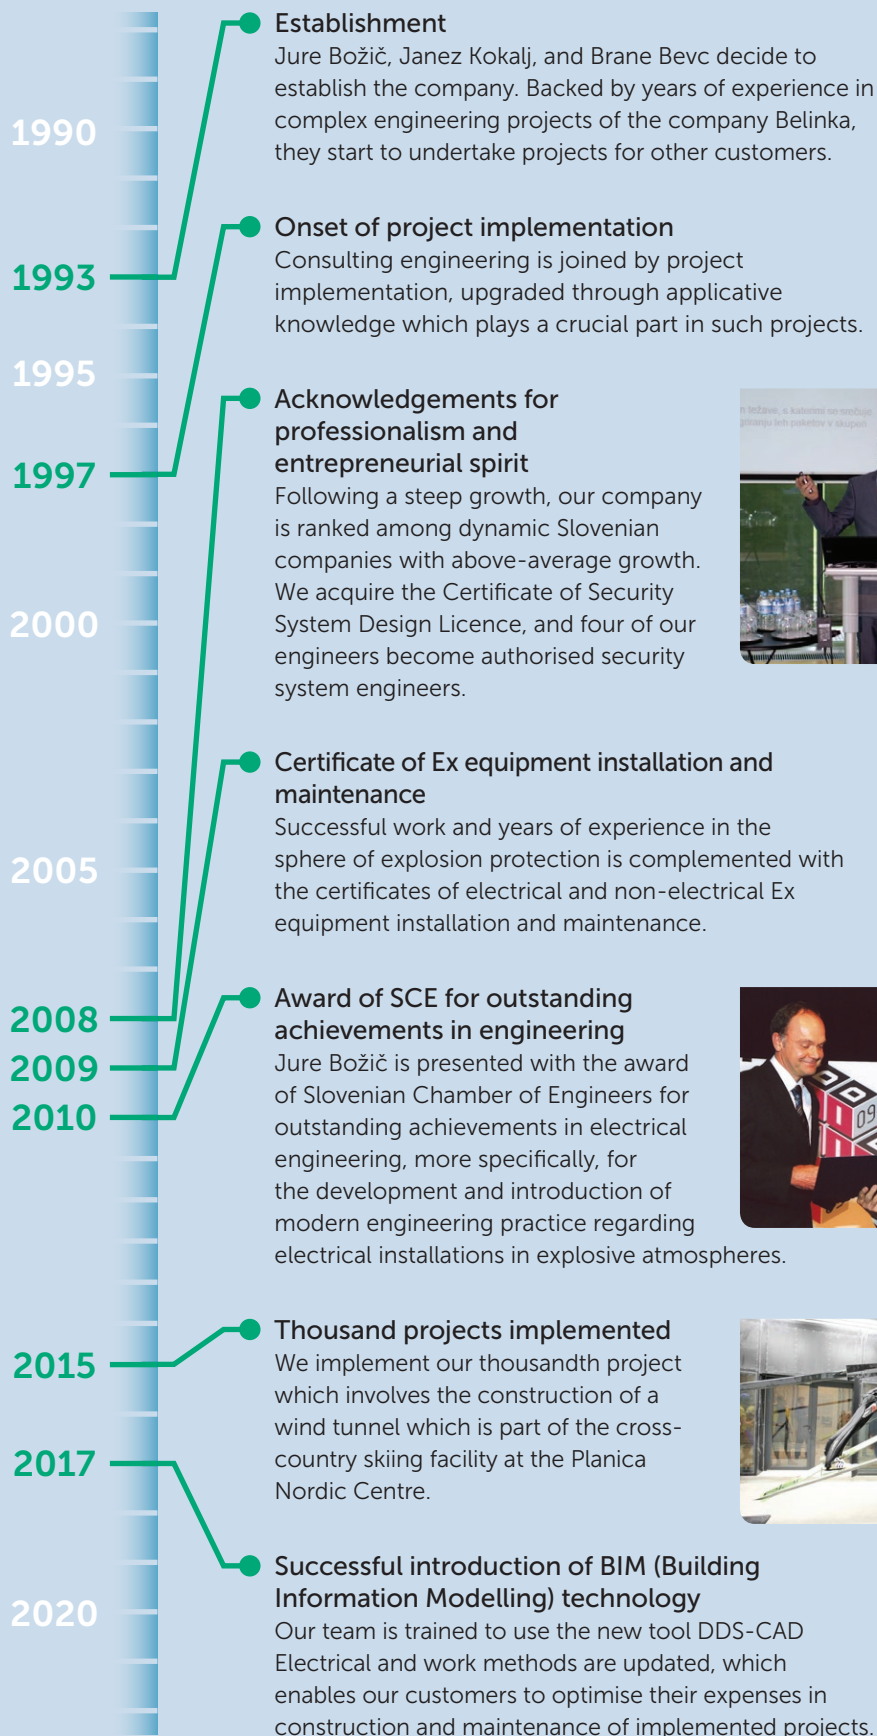 Establishment
Jure Božič, Janez Kokalj, and Brane Bevc decide to
establish the company. Backed by years of experience in
complex engineering projects of the company Belinka,
they start to undertake projects for other customers.
1990
Onset of project implementation
Consulting engineering is joined by project
implementation, upgraded through applicative
knowledge which plays a crucial part in such projects.
1993
1995
Acknowledgements for
professionalism and
entrepreneurial spirit
Following a steep growth, our company
is ranked among dynamic Slovenian
companies with above-average growth.
We acquire the Certificate of Security
System Design Licence, and four of our
engineers become authorised security
system engineers.
1997
2000
Certificate of Ex equipment installation and
maintenance
Successful work and years of experience in the
sphere of explosion protection is complemented with
the certificates of electrical and non-electrical Ex
equipment installation and maintenance.
2005
Award of SCE for outstanding
achievements in engineering
Jure Božič is presented with the award
of Slovenian Chamber of Engineers for
outstanding achievements in electrical
engineering, more specifically, for
the development and introduction of
modern engineering practice regarding
electrical installations in explosive atmospheres.
2008
2009
2010
09
Thousand projects implemented
We implement our thousandth project
which involves the construction of a
wind tunnel which is part of the cross-
country skiing facility at the Planica
Nordic Centre.
2015
2017
Successful introduction of BIM (Building
Information Modelling) technology
Our team is trained to use the new tool DDS-CAD
Electrical and work methods are updated, which
enables our customers to optimise their expenses in
construction and maintenance of implemented projects.
2020